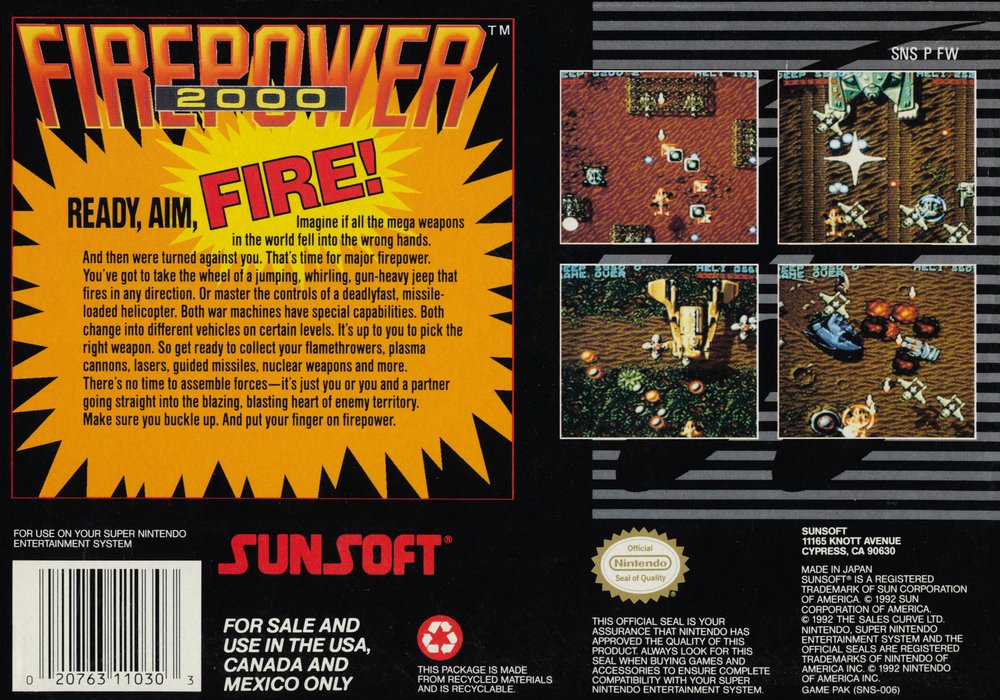 FIREPOWER™
2000
READY, AIM, FIRE!
Imagine if all the mega weapons
in the world fell into the wrong hands.
And then were turned against you. That's time for major firepower.
You've got to take the wheel of a jumping, whirling, gun-heavy jeep that
fires in any direction. Or master the controls of a deadlyfast, missile-
loaded helicopter. Both war machines have special capabilities. Both
change into different vehicles on certain levels. It's up to you to pick the
right weapon. So get ready to collect your flamethrowers, plasma
cannons, lasers, guided missiles, nuclear weapons and more.
There's no time to assemble forces—it's just you or you and a partner
going straight into the blazing, blasting heart of enemy territory.
Make sure you buckle up. And put your finger on firepower.
SNS P FW
FOR USE ON YOUR SUPER NINTENDO
ENTERTAINMENT SYSTEM
0 20763 11030 3
SUNSOFT®
FOR SALE AND
USE IN THE USA,
CANADA AND
MEXICO ONLY
THIS PACKAGE IS MADE
FROM RECYCLED MATERIALS
AND IS RECYCLABLE.
Official
Nintendo
Seal of Quality
®
THIS OFFICIAL SEAL IS YOUR
ASSURANCE THAT NINTENDO HAS
APPROVED THE QUALITY OF THIS
PRODUCT. ALWAYS LOOK FOR THIS
SEAL WHEN BUYING GAMES AND
ACCESSORIES TO ENSURE COMPLETE
COMPATIBILITY WITH YOUR SUPER
NINTENDO ENTERTAINMENT SYSTEM.
SUNSOFT
11165 KNOTT AVENUE
CYPRESS, CA 90630
MADE IN JAPAN
SUNSOFT® IS A REGISTERED
TRADEMARK OF SUN CORPORATION
OF AMERICA. © 1992 SUN
CORPORATION OF AMERICA.
© 1992 THE SALES CURVE LTD.
NINTENDO, SUPER NINTENDO
ENTERTAINMENT SYSTEM AND THE
OFFICIAL SEALS ARE REGISTERED
TRADEMARKS OF NINTENDO OF
AMERICA INC. © 1992 NINTENDO
OF AMERICA INC.
GAME PAK (SNS-006)